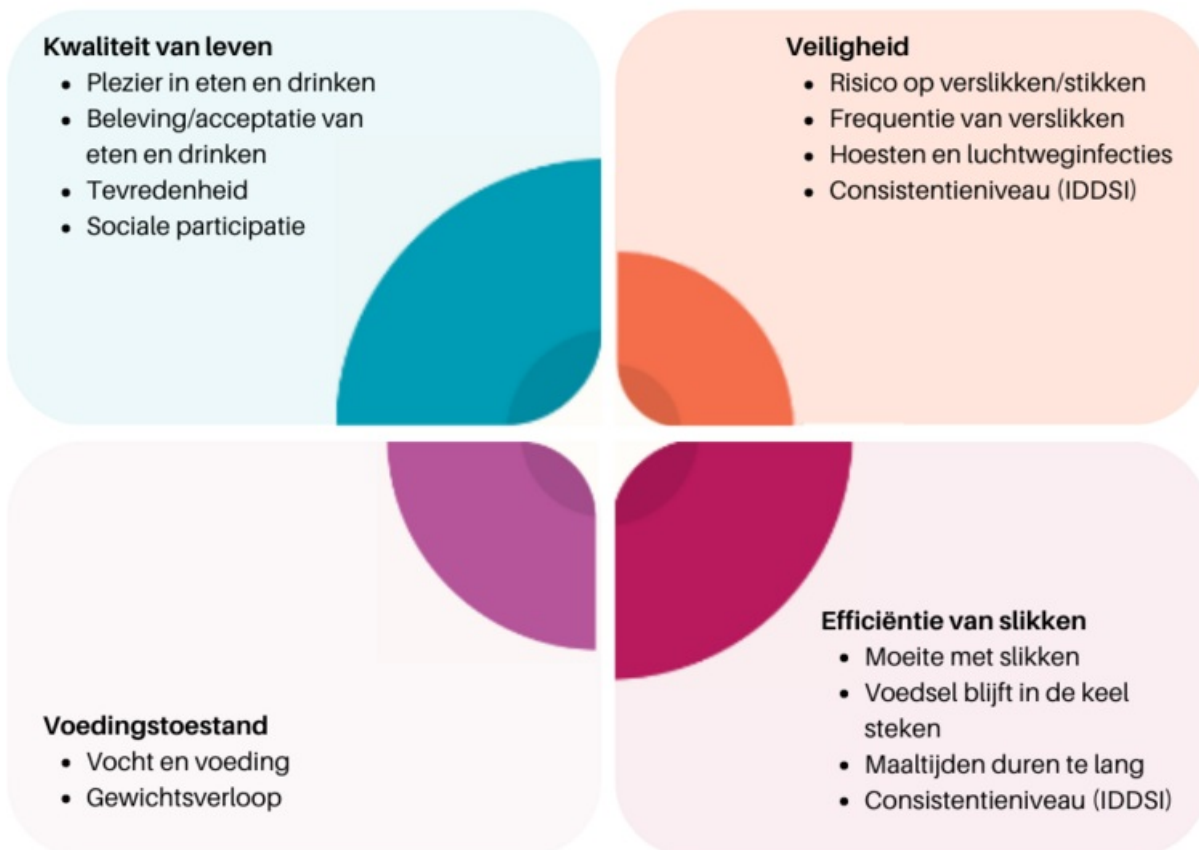 Kwaliteit van leven
• Plezier in eten en drinken
• Beleving/acceptatie van
eten en drinken
• Tevredenheid
• Sociale participatie
Veiligheid
• Risico op verslikken/stikken
• Frequentie van verslikken
• Hoesten en luchtweginfecties
• Consistentieniveau (IDDSI)
Voedingstoestand
• Vocht en voeding
• Gewichtsverloop
Efficiëntie van slikken
• Moeite met slikken
• Voedsel blijft in de keel
steken
• Maaltijden duren te lang
• Consistentieniveau (IDDSI)